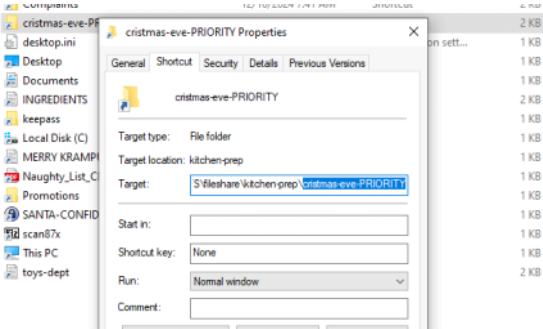 Complaints 12/10/2024 7:41 AM Shortcut 2 KB
cristmas-eve-PR 2 KB
cristmas-eve-PRIORITY Properties
desktop.ini on sett... 1 KB
General Shortcut Security Details Previous Versions
Desktop 1 KB
Documents 1 KB
INGREDIENTS 2 KB
cristmas-eve-PRIORITY
keepass 1 KB
Local Disk (C) 1 KB
Target type: File folder
MERRY KRAMP 1 KB
Target location: kitchen-prep
Naughty_List_C 1 KB
Target: S\fileshare\kitchen-prep\cristmas-eve-PRIORITY
Promotions 2 KB
SANTA-CONFID 1 KB
Start in:
scan87x 1 KB
This PC 1 KB
Shortcut key: None
toys-dept 2 KB
Run: Normal window
Comment: